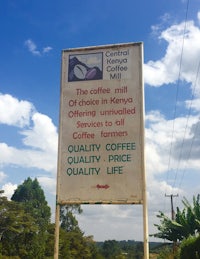 Central
Kenya
Coffee
Mill
The coffee mill
Of choice in Kenya
Offering unrivalled
Services to all
Coffee farmers
QUALITY COFFEE
QUALITY . PRICE
QUALITY LIFE